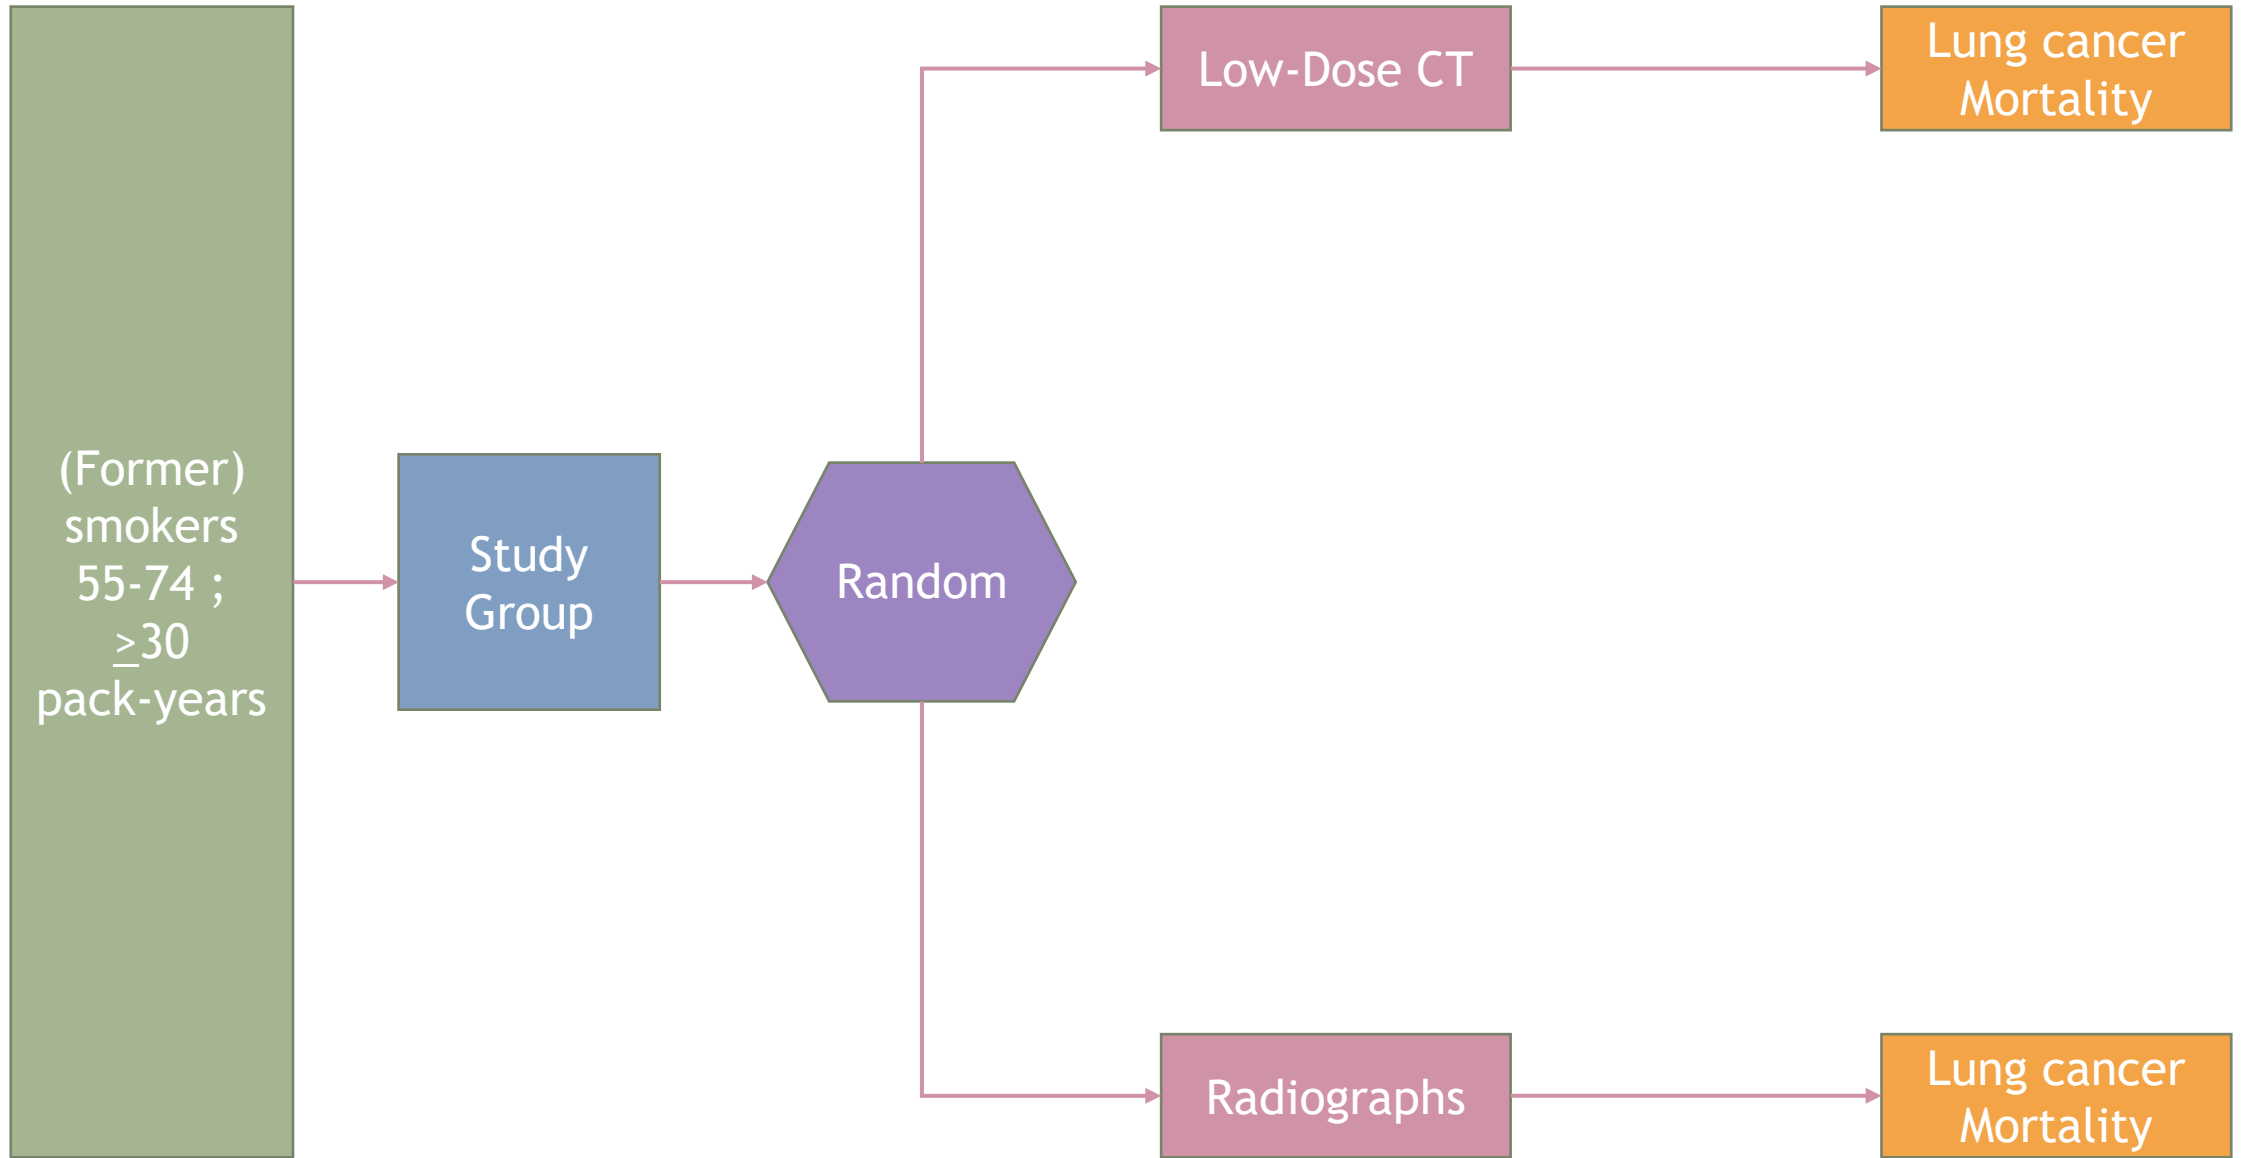 (Former)
smokers
55-74 ;
>30
pack-years
Study
Group
Random
Low-Dose CT
Lung cancer
Mortality
Radiographs
Lung cancer
Mortality